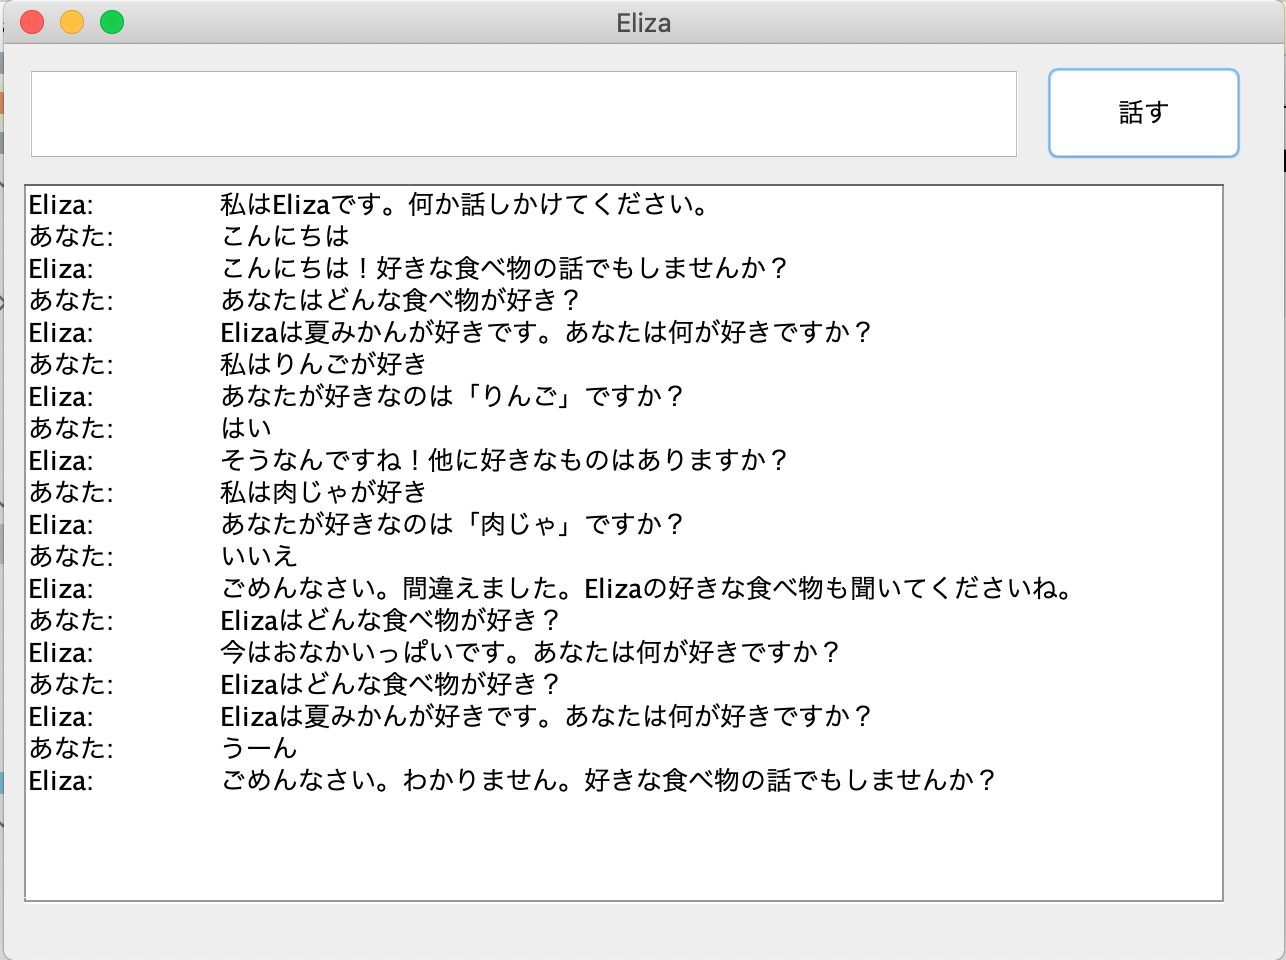 Eliza
話す
Eliza: 私はElizaです。何か話しかけてください。
あなた: こんにちは
Eliza: こんにちは！好きな食べ物の話でもしませんか？
あなた: あなたはどんな食べ物が好き？
Eliza: Elizaは夏みかんが好きです。あなたは何が好きですか？
あなた: 私はりんごが好き
Eliza: あなたが好きなのは「りんご」ですか？
あなた: はい
Eliza: そうなんですね！他に好きなものはありますか？
あなた: 私は肉じゃが好き
Eliza: あなたが好きなのは「肉じゃ」ですか？
あなた: いいえ
Eliza: ごめんなさい。間違えました。Elizaの好きな食べ物も聞いてくださいね。
あなた: Elizaはどんな食べ物が好き？
Eliza: 今はおなかいっぱいです。あなたは何が好きですか？
あなた: Elizaはどんな食べ物が好き？
Eliza: Elizaは夏みかんが好きです。あなたは何が好きですか？
あなた: うーん
Eliza: ごめんなさい。わかりません。好きな食べ物の話でもしませんか？